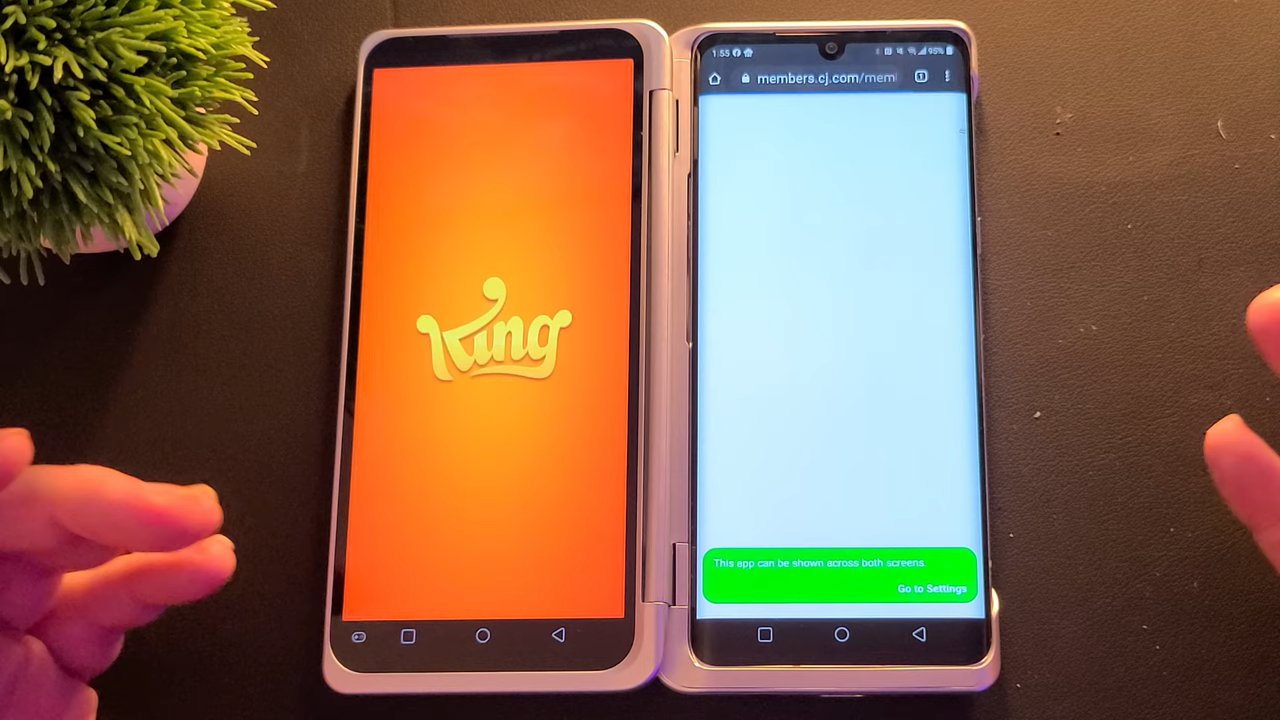 King
1:55
95%
members.cj.com/mem
1
This app can be shown across both screens.
Go to Settings